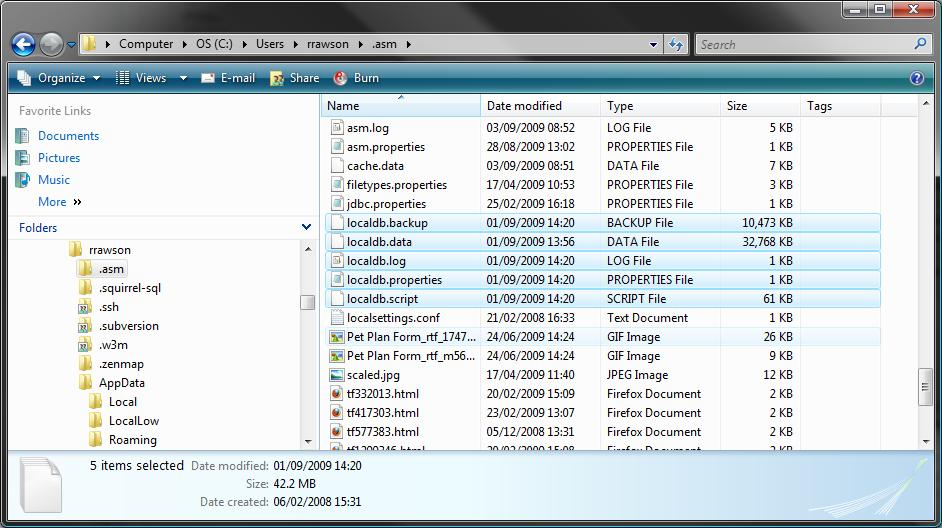 Computer OS (C:) Users rrawson .asm Search
Organize Views E-mail Share Burn
Favorite Links
Documents
Pictures
Music
More »
Folders
rrawson
.asm
.squirrel-sql
.ssh
.subversion
.w3m
.zenmap
AppData
Local
LocalLow
Roaming
Name Date modified Type Size Tags
asm.log 03/09/2009 08:52 LOG File 5 KB
asm.properties 28/08/2009 13:02 PROPERTIES File 1 KB
cache.data 03/09/2009 08:51 DATA File 7 KB
filetypes.properties 17/04/2009 10:53 PROPERTIES File 3 KB
jdbc.properties 25/02/2009 16:18 PROPERTIES File 1 KB
localdb.backup 01/09/2009 14:20 BACKUP File 10,473 KB
localdb.data 01/09/2009 13:56 DATA File 32,768 KB
localdb.log 01/09/2009 14:20 LOG File 1 KB
localdb.properties 01/09/2009 14:20 PROPERTIES File 1 KB
localdb.script 01/09/2009 14:20 SCRIPT File 61 KB
localsettings.conf 21/02/2008 16:33 Text Document 1 KB
Pet Plan Form_rtf_1747... 24/06/2009 14:24 GIF Image 26 KB
Pet Plan Form_rtf_m56... 24/06/2009 14:24 GIF Image 9 KB
scaled.jpg 17/04/2009 11:40 JPEG Image 12 KB
tf332013.html 20/02/2009 15:09 Firefox Document 2 KB
tf417303.html 23/02/2009 13:07 Firefox Document 2 KB
tf577383.html 05/12/2008 13:31 Firefox Document 2 KB
5 items selected Date modified: 01/09/2009 14:20
Size: 42.2 MB
Date created: 06/02/2008 15:31